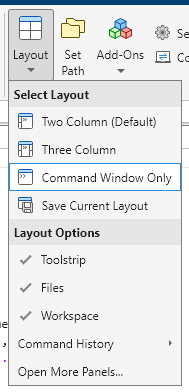 Layout
Set
Path
Add-Ons
Select Layout
Two Column (Default)
Three Column
Command Window Only
Save Current Layout
Layout Options
Toolstrip
Files
Workspace
Command History
Open More Panels...